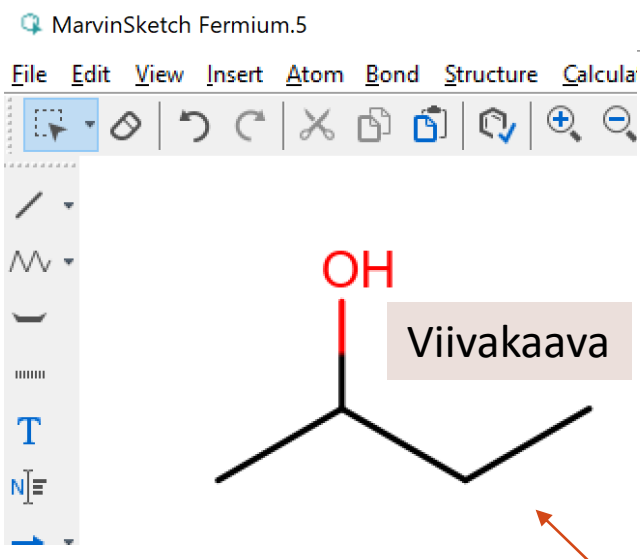 MarvinSketch Fermium.5
File Edit View Insert Atom Bond Structure Calcula
OH
Viivakaava
T
N